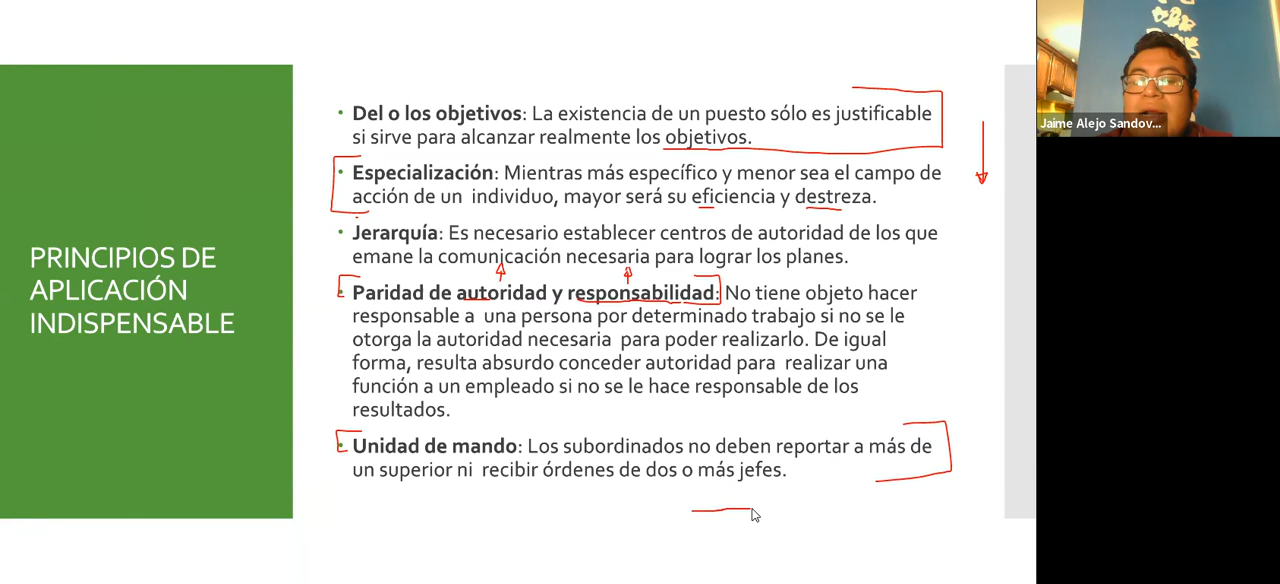 PRINCIPIOS DE
APLICACIÓN
INDISPENSABLE
• Del o los objetivos: La existencia de un puesto sólo es justificable
si sirve para alcanzar realmente los objetivos.
• Especialización: Mientras más específico y menor sea el campo de
acción de un individuo, mayor será su eficiencia y destreza.
• Jerarquía: Es necesario establecer centros de autoridad de los que
emane la comunicación necesaria para lograr los planes.
• Paridad de autoridad y responsabilidad: No tiene objeto hacer
responsable a una persona por determinado trabajo si no se le
otorga la autoridad necesaria para poder realizarlo. De igual
forma, resulta absurdo conceder autoridad para realizar una
función a un empleado si no se le hace responsable de los
resultados.
• Unidad de mando: Los subordinados no deben reportar a más de
un superior ni recibir órdenes de dos o más jefes.
Jaime Alejo Sandov...